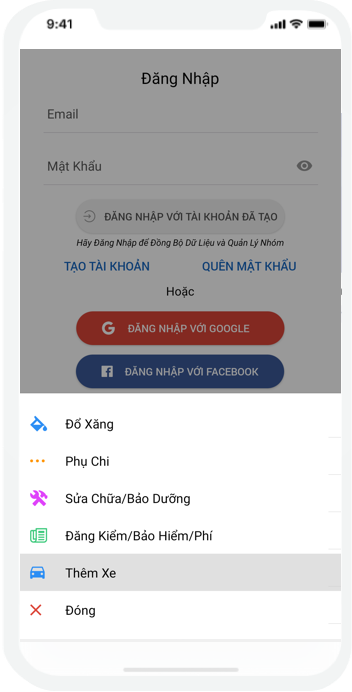 9:41
Đăng Nhập
Email
Mật Khẩu
ĐĂNG NHẬP VỚI TÀI KHOẢN ĐÃ TẠO
Hãy Đăng Nhập để Đồng Bộ Dữ Liệu và Quản Lý Nhóm
TẠO TÀI KHOẢN QUÊN MẬT KHẨU
Hoặc
G ĐĂNG NHẬP VỚI GOOGLE
f ĐĂNG NHẬP VỚI FACEBOOK
Đổ Xăng
Phụ Chi
Sửa Chữa/Bảo Dưỡng
Đăng Kiểm/Bảo Hiểm/Phí
Thêm Xe
Đóng